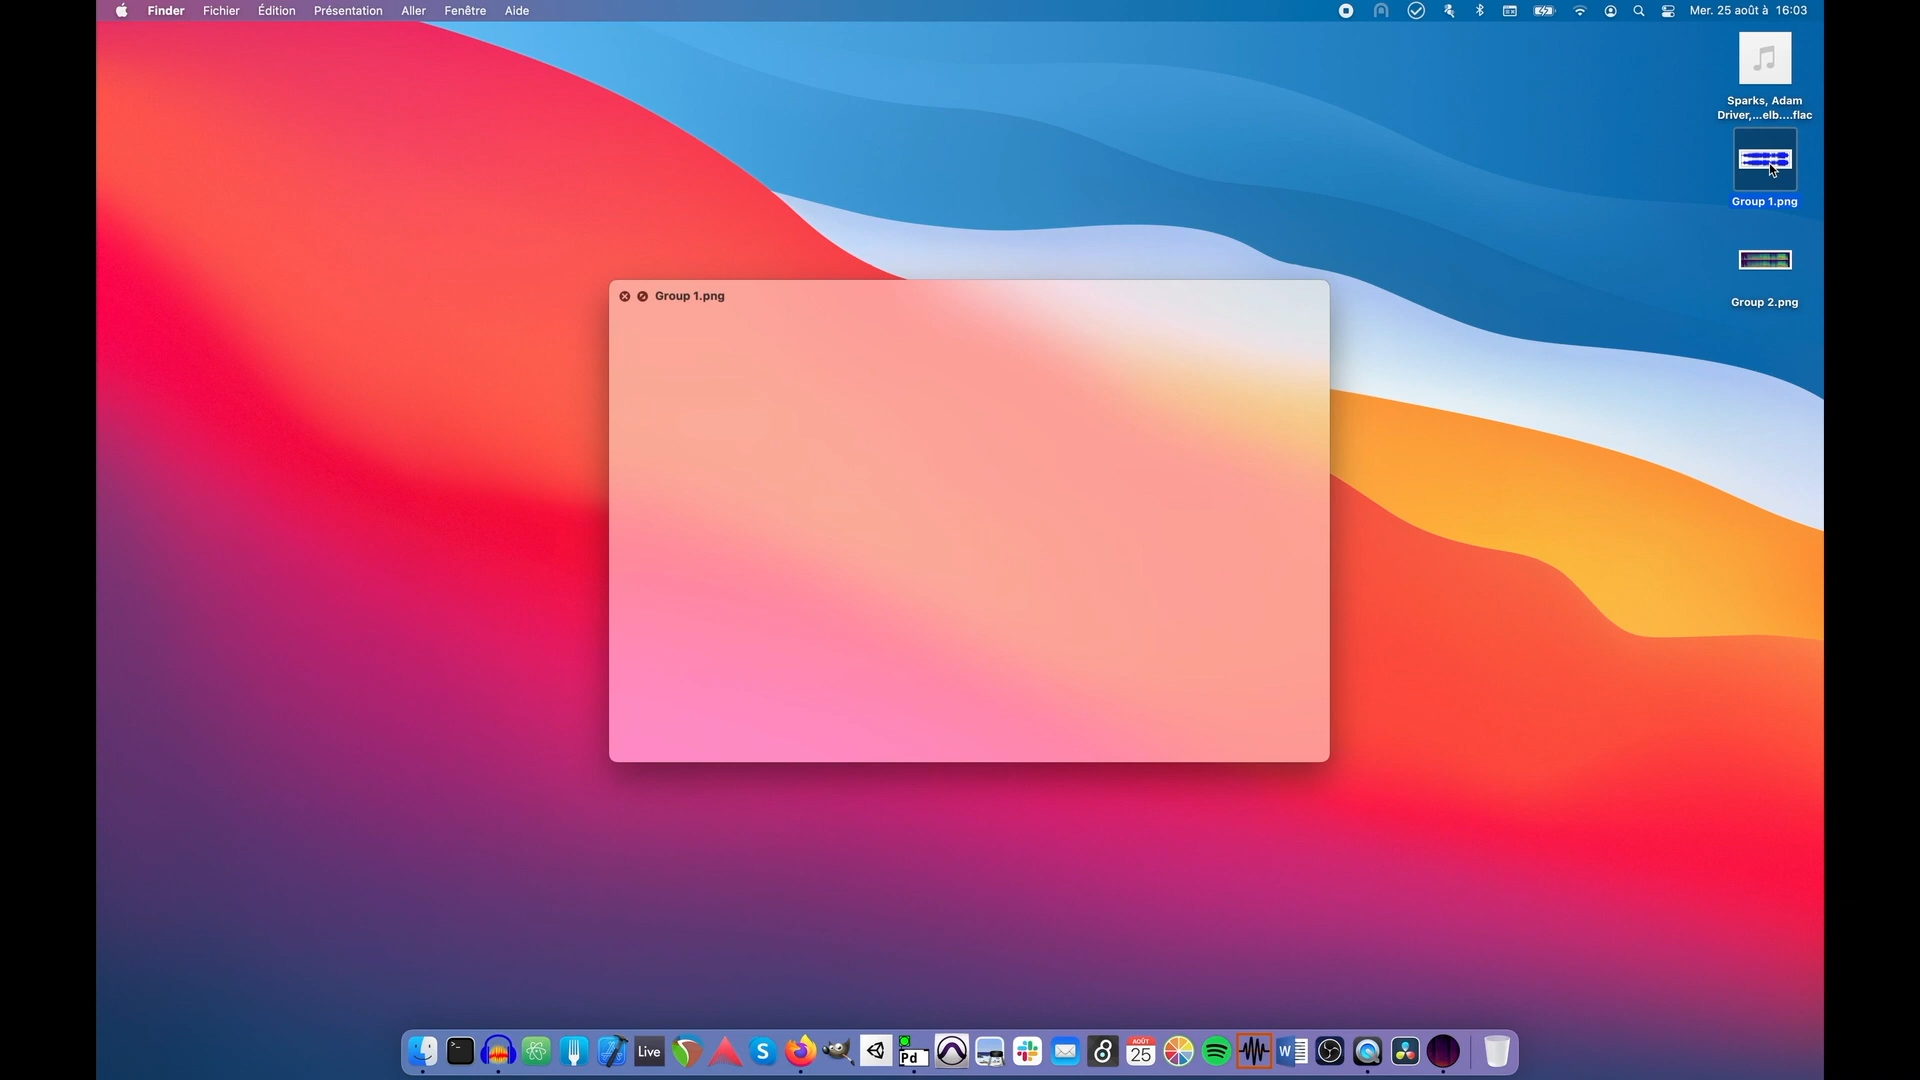 Finder Fichier Édition Présentation Aller Fenêtre Aide Mer. 25 août à 16:03
Sparks, Adam
Driver,...elb....flac
Group 1.png
Group 2.png
Group 1.png
Live
Pd
AOÛT
25
W